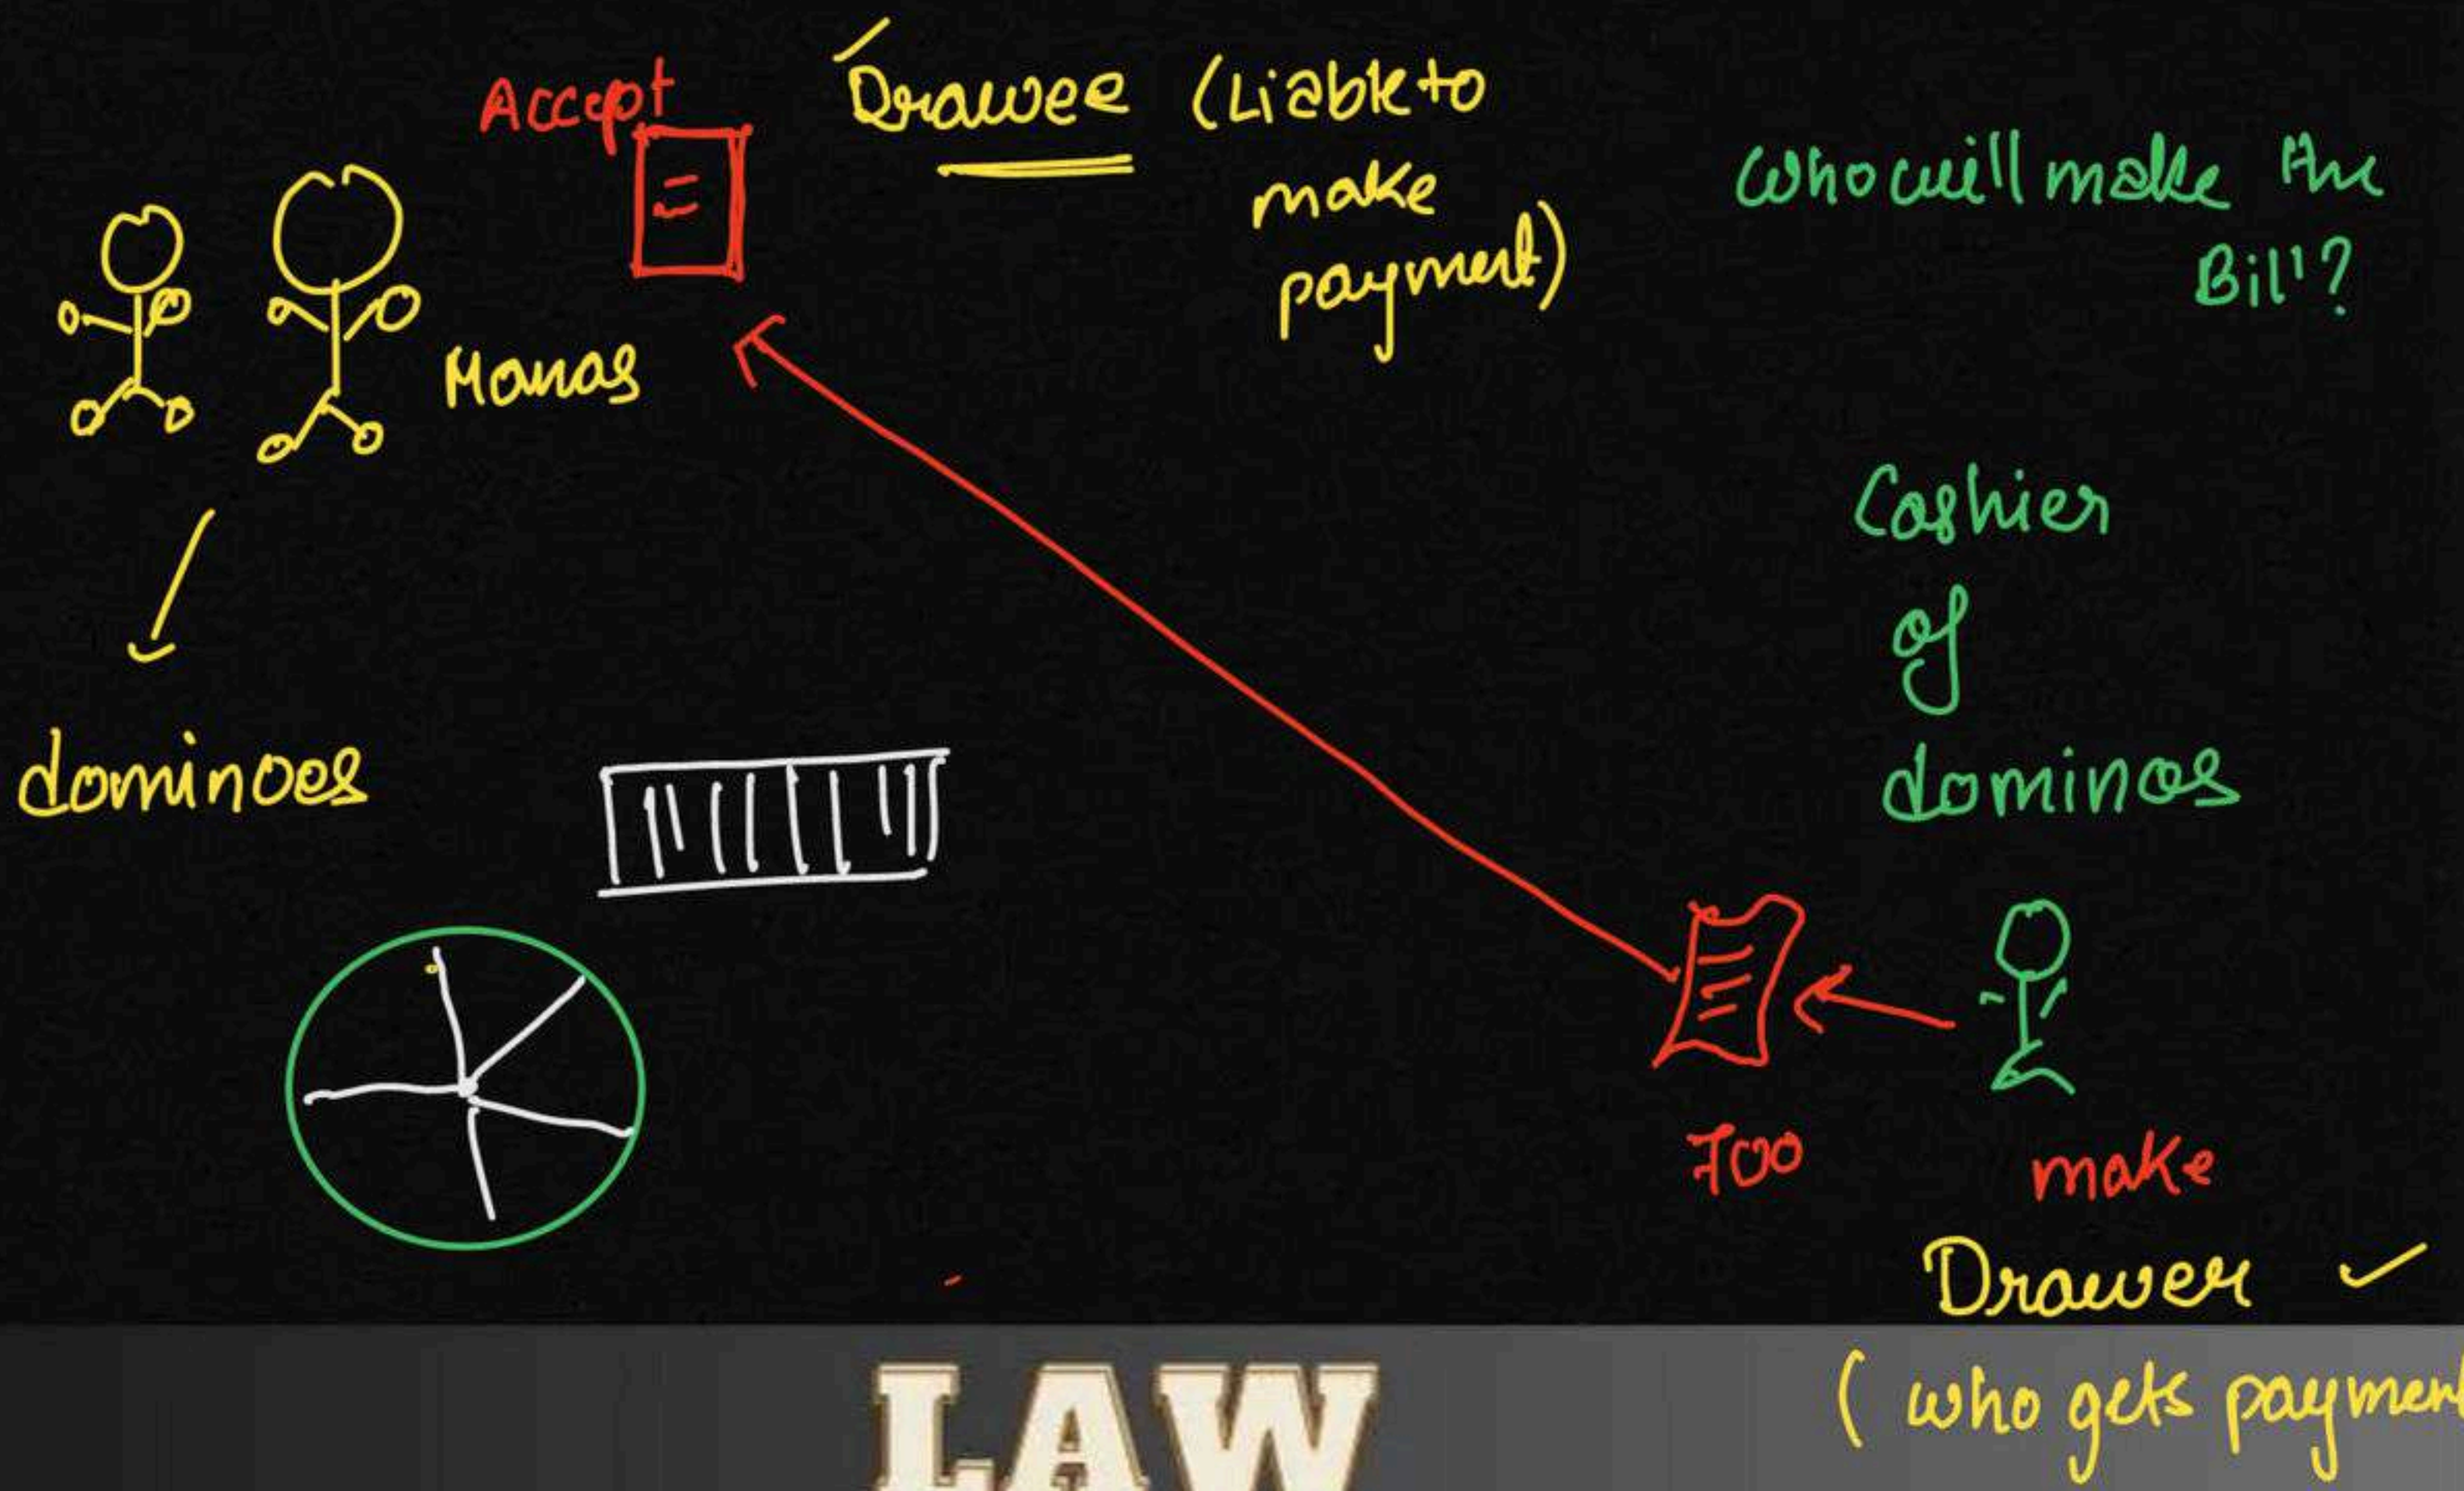 Accept
Drawee (Liable to
make
payment)
Who will make the
Bill?
Manas
Cashier
of
dominos
dominoes
700
make
Drawer
(who gets payment
LAW